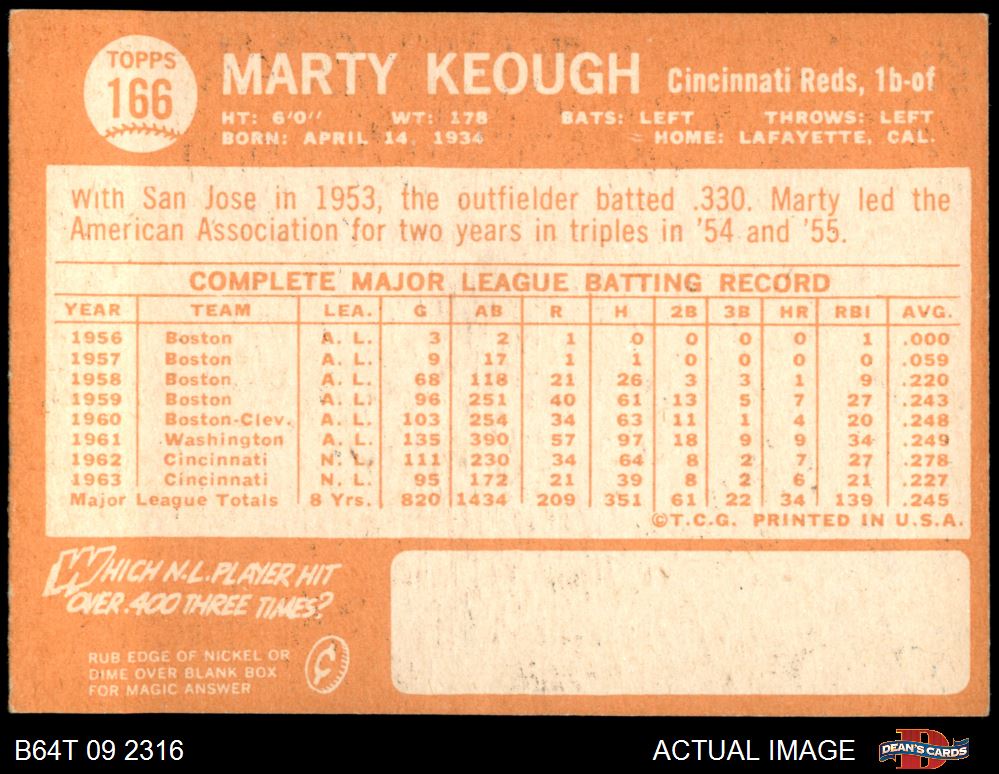 TOPPS
166
MARTY KEOUGH Cincinnati Reds, 1b-of
HT: 6'0" WT: 178 BATS: LEFT THROWS: LEFT
BORN: APRIL 14, 1934 HOME: LAFAYETTE, CAL.
With San Jose in 1953, the outfielder batted .330. Marty led the
American Association for two years in triples in '54 and '55.
COMPLETE MAJOR LEAGUE BATTING RECORD
YEAR TEAM LEA. G AB R H 2B 3B HR RBI AVG.
1956 Boston A. L. 3 2 1 0 0 0 0 1 .000
1957 Boston A. L. 9 17 1 1 0 0 0 0 .059
1958 Boston A. L. 68 118 21 26 3 3 1 9 .220
1959 Boston A. L. 96 251 40 61 13 5 7 27 .243
1960 Boston-Clev. A. L. 103 254 34 63 11 1 4 20 .248
1961 Washington A. L. 135 390 57 97 18 9 9 34 .249
1962 Cincinnati N. L. 111 230 34 64 8 2 7 27 .278
1963 Cincinnati N. L. 95 172 21 39 8 2 6 21 .227
Major League Totals 8 Yrs. 820 1434 209 351 61 22 34 139 .245
©T.C.G. PRINTED IN U.S.A.
WHICH N.L. PLAYER HIT
OVER .400 THREE TIMES?
RUB EDGE OF NICKEL OR
DIME OVER BLANK BOX
FOR MAGIC ANSWER
B64T 09 2316 ACTUAL IMAGE DEAN'S CARDS